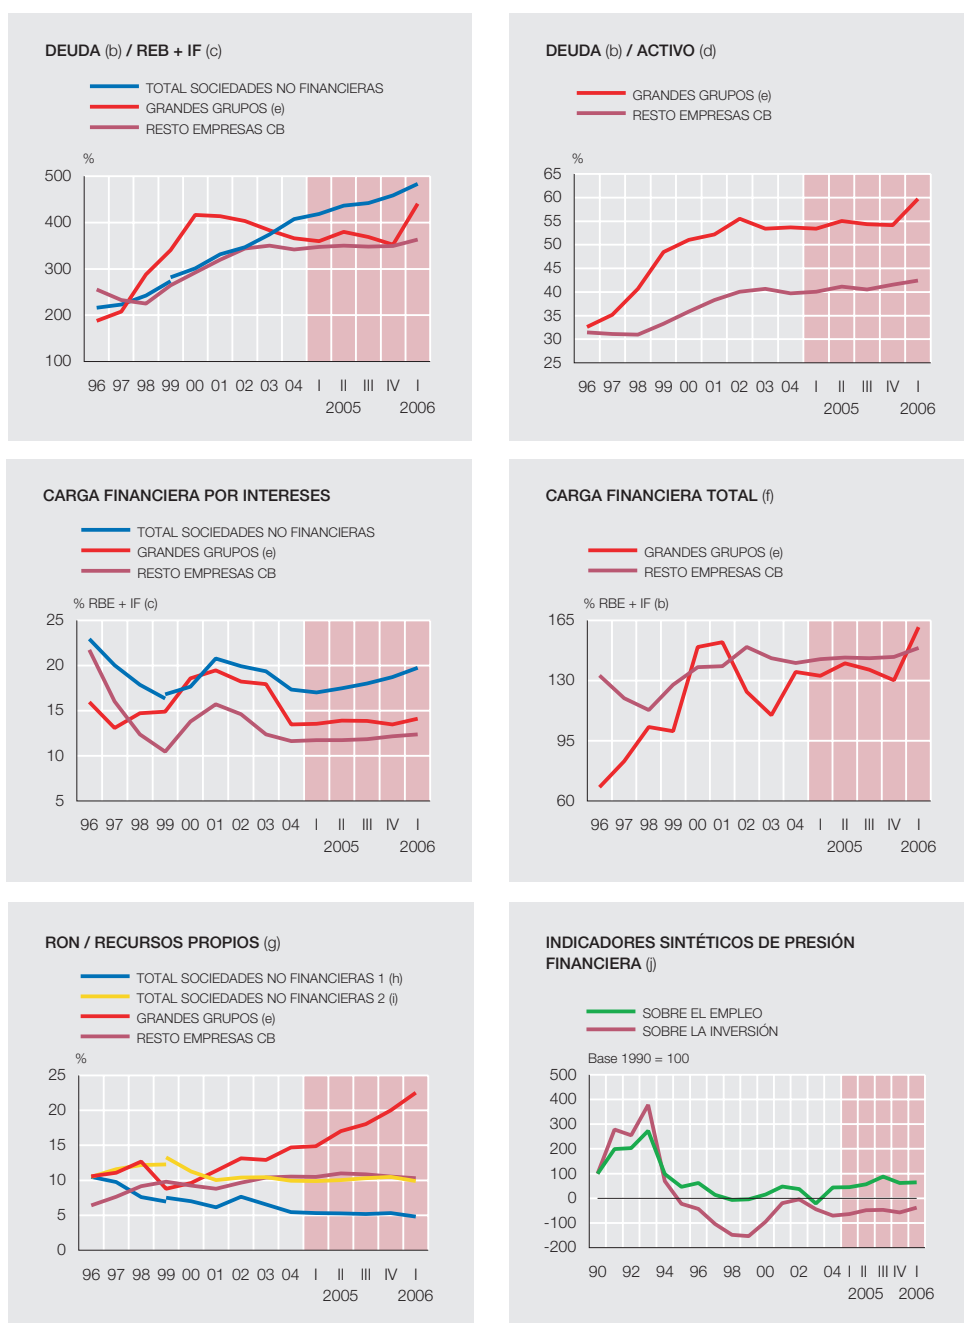 DEUDA (b) / REB + IF (c)
TOTAL SOCIEDADES NO FINANCIERAS
GRANDES GRUPOS (e)
RESTO EMPRESAS CB
%
500
400
300
200
100
96 97 98 99 00 01 02 03 04 I II III IV I
2005 2006
DEUDA (b) / ACTIVO (d)
GRANDES GRUPOS (e)
RESTO EMPRESAS CB
%
65
60
55
50
45
40
35
30
25
96 97 98 99 00 01 02 03 04 I II III IV I
2005 2006
CARGA FINANCIERA POR INTERESES
TOTAL SOCIEDADES NO FINANCIERAS
GRANDES GRUPOS (e)
RESTO EMPRESAS CB
% RBE + IF (c)
25
20
15
10
5
96 97 98 99 00 01 02 03 04 I II III IV I
2005 2006
CARGA FINANCIERA TOTAL (f)
GRANDES GRUPOS (e)
RESTO EMPRESAS CB
% RBE + IF (b)
165
130
95
60
96 97 98 99 00 01 02 03 04 I II III IV I
2005 2006
RON / RECURSOS PROPIOS (g)
TOTAL SOCIEDADES NO FINANCIERAS 1 (h)
TOTAL SOCIEDADES NO FINANCIERAS 2 (i)
GRANDES GRUPOS (e)
RESTO EMPRESAS CB
%
25
20
15
10
5
0
96 97 98 99 00 01 02 03 04 I II III IV I
2005 2006
INDICADORES SINTÉTICOS DE PRESIÓN
FINANCIERA (j)
SOBRE EL EMPLEO
SOBRE LA INVERSIÓN
Base 1990 = 100
500
400
300
200
100
0
-100
-200
90 92 94 96 98 00 02 04 I II III IV I
2005 2006